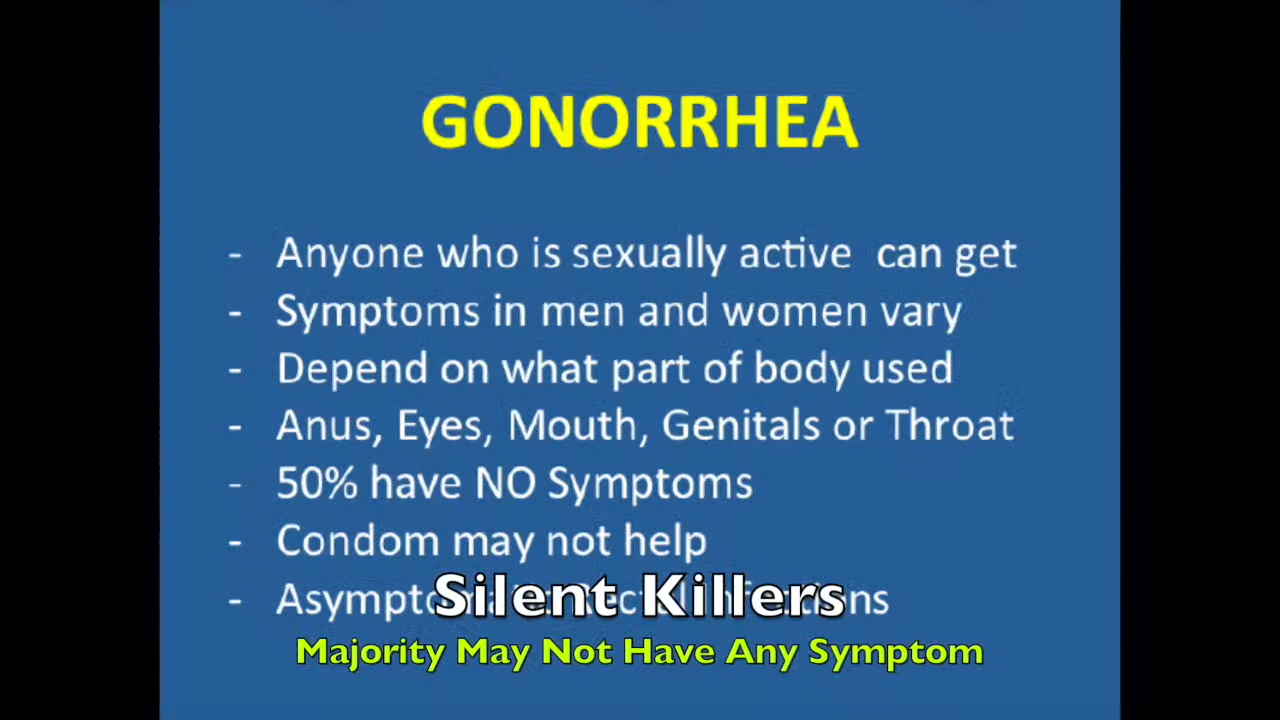 GONORRHEA
- Anyone who is sexually active can get
- Symptoms in men and women vary
- Depend on what part of body used
- Anus, Eyes, Mouth, Genitals or Throat
- 50% have NO Symptoms
- Condom may not help
-
Silent Killers
Majority May Not Have Any Symptom